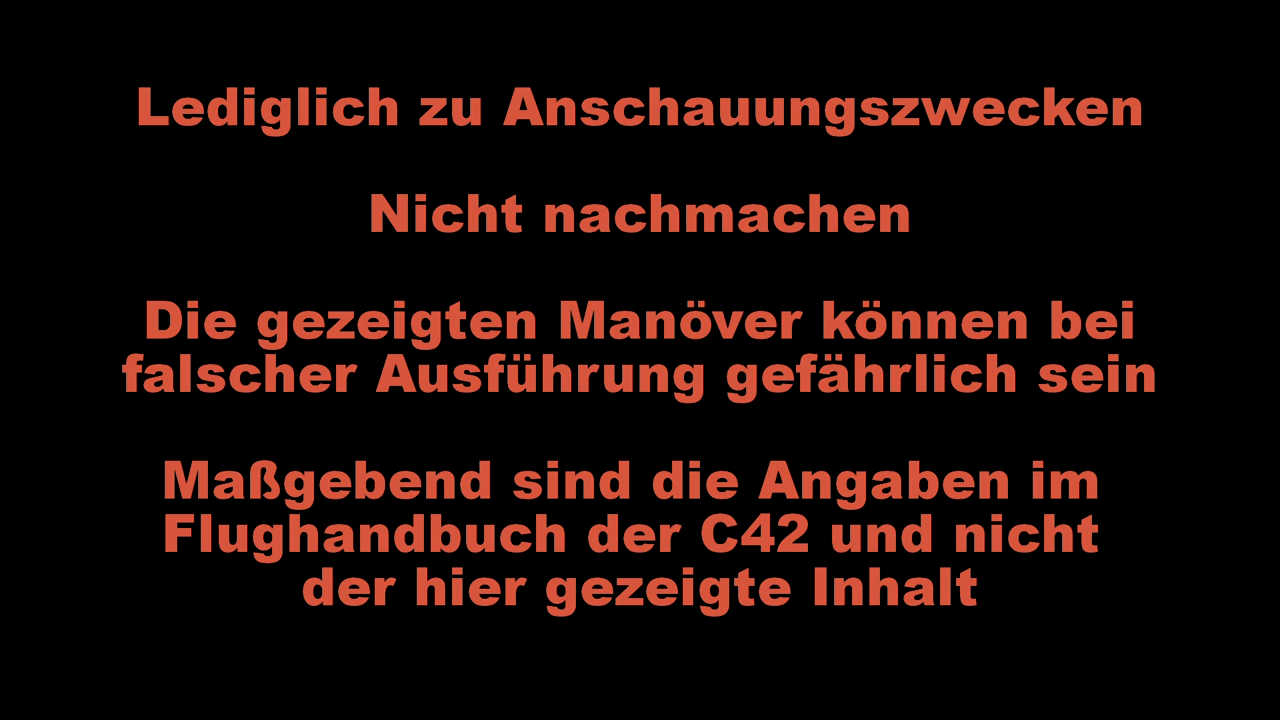 Lediglich zu Anschauungszwecken
Nicht nachmachen
Die gezeigten Manöver können bei
falscher Ausführung gefährlich sein
Maßgebend sind die Angaben im
Flughandbuch der C42 und nicht
der hier gezeigte Inhalt